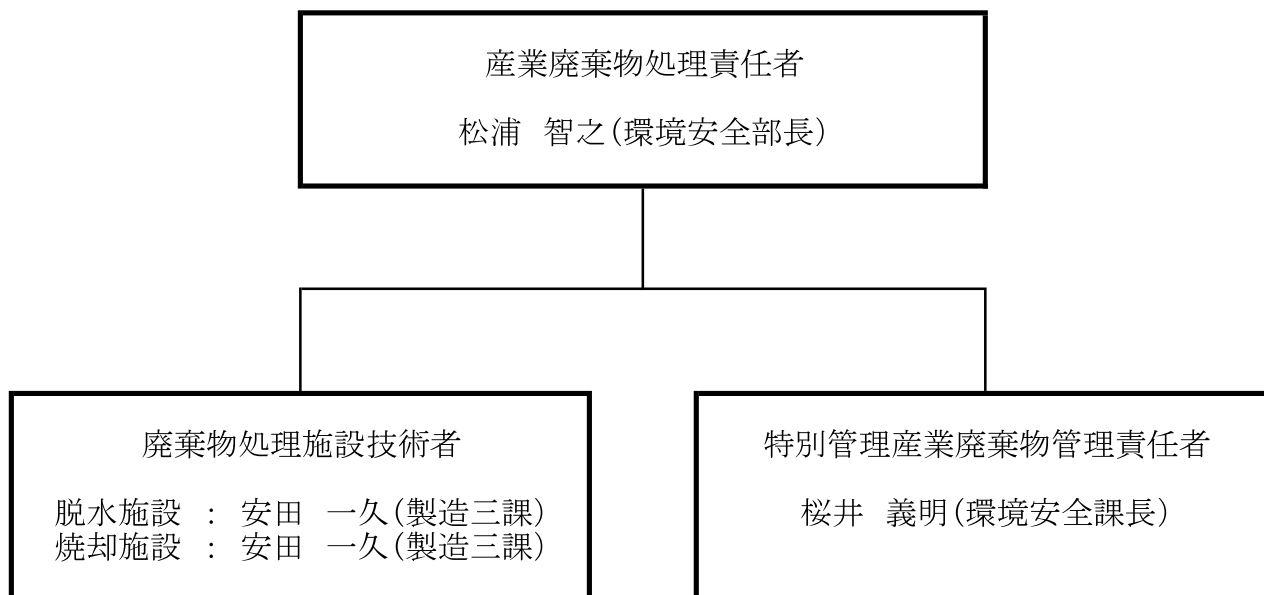 産業廃棄物処理責任者
松浦 智之(環境安全部長)
廃棄物処理施設技術者
脱水施設 : 安田 一久(製造三課)
焼却施設 : 安田 一久(製造三課)
特別管理産業廃棄物管理責任者
桜井 義明(環境安全課長)